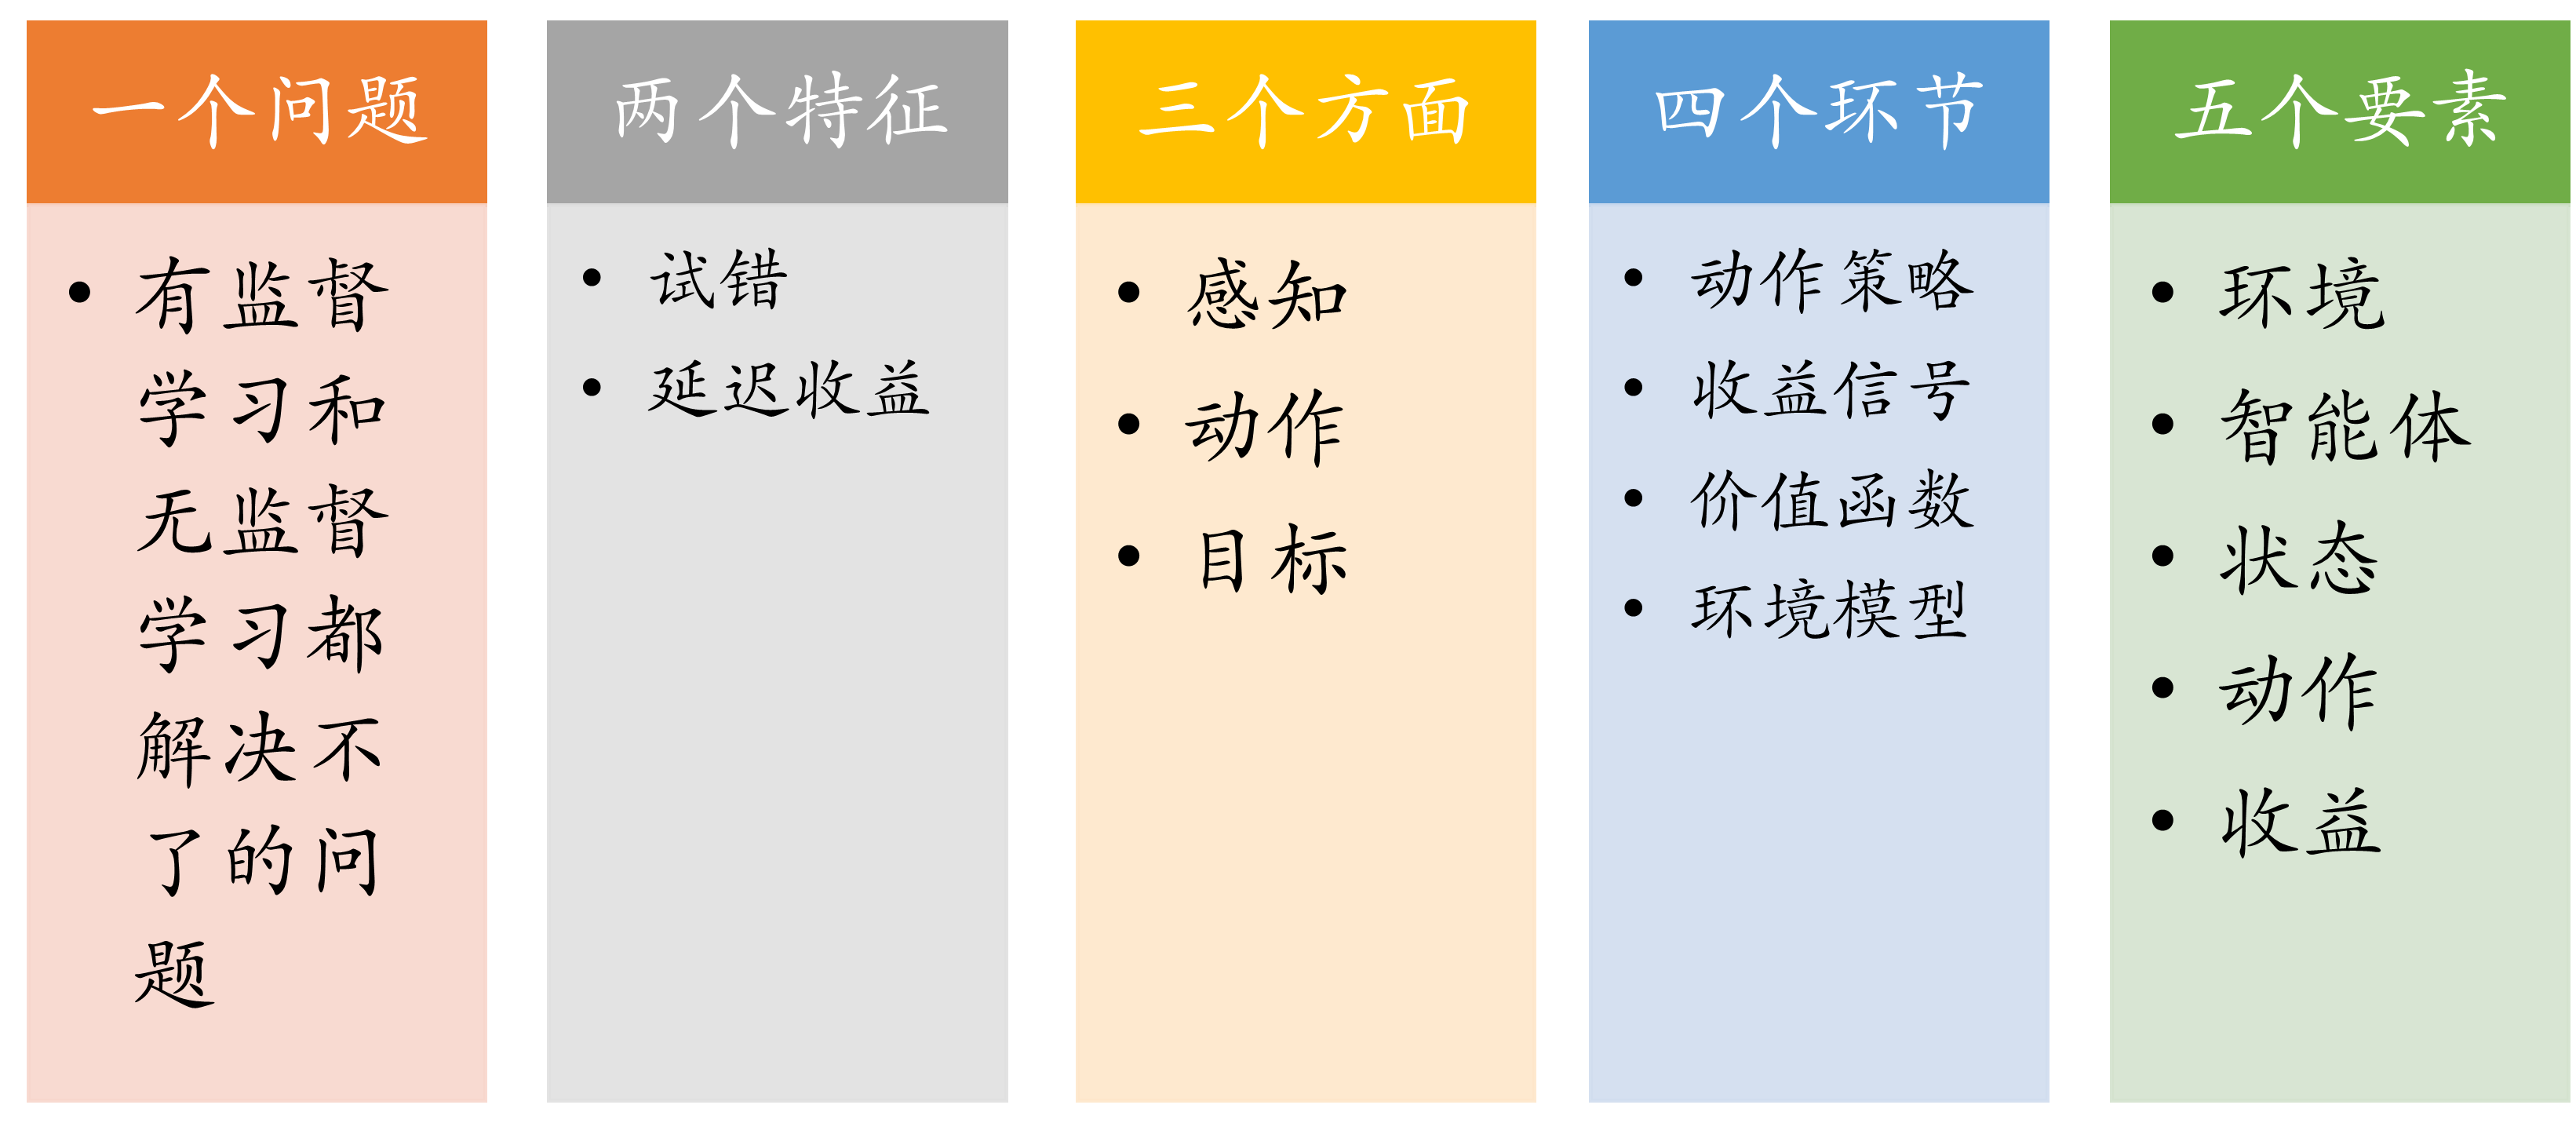 一个问题
• 有监督
学习和
无监督
学习都
解决不
了的问
题
两个特征
• 试错
• 延迟收益
三个方面
• 感知
• 动作
• 目标
四个环节
• 动作策略
• 收益信号
• 价值函数
• 环境模型
五个要素
• 环境
• 智能体
• 状态
• 动作
• 收益